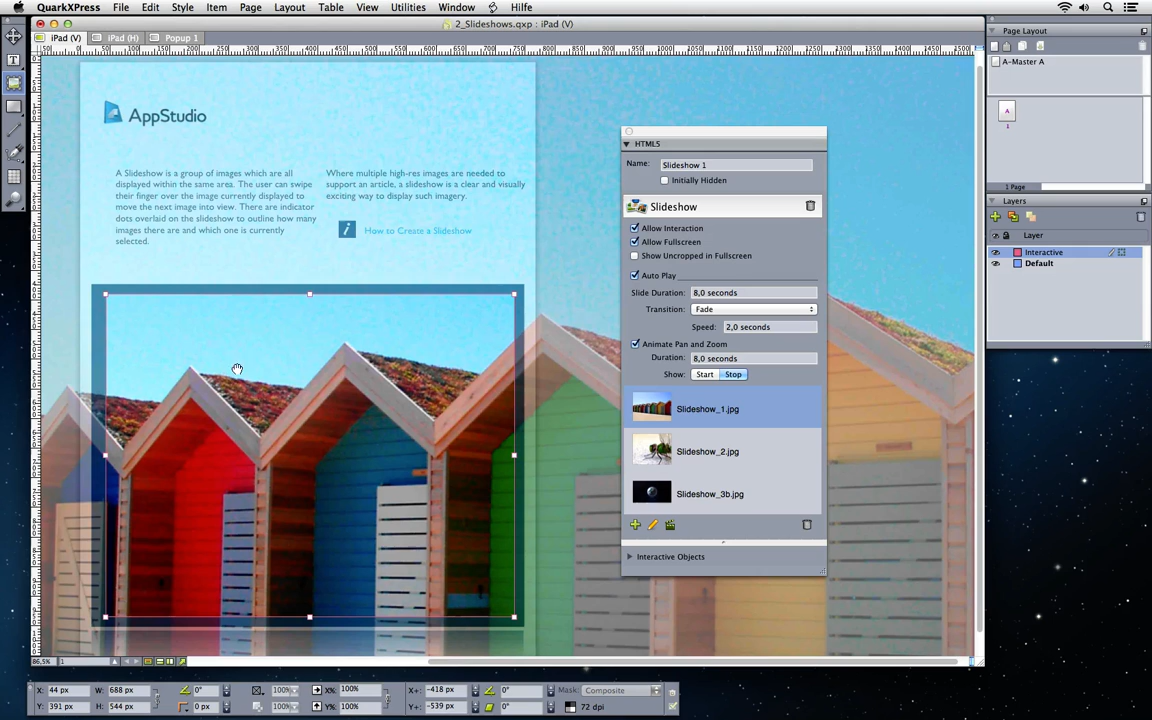 QuarkXPress File Edit Style Item Page Layout Table View Utilities Window Hilfe
2_Slideshows.qxp : iPad (V)
iPad (V) iPad (H) Popup 1
AppStudio
A Slideshow is a group of images which are all
displayed within the same area. The user can swipe
their finger over the image currently displayed to
move the next image into view. There are indicator
dots overlaid on the slideshow to outline how many
images there are and which one is currently
selected.
Where multiple high-res images are needed to
support an article, a slideshow is a clear and visually
exciting way to display such imagery.
i How to Create a Slideshow
HTML5
Name: Slideshow 1
Initially Hidden
Slideshow
Allow Interaction
Allow Fullscreen
Show Uncropped in Fullscreen
Auto Play
Slide Duration: 8,0 seconds
Transition: Fade
Speed: 2,0 seconds
Animate Pan and Zoom
Duration: 8,0 seconds
Show: Start Stop
Slideshow_1.jpg
Slideshow_2.jpg
Slideshow_3b.jpg
Interactive Objects
Page Layout
A-Master A
A
1
1 Page
Layers
Layer
Interactive
Default
86,5% 1
X: 44 px W: 688 px 0° 100% X%: 100% X+: -418 px 0° Mask: Composite
Y: 391 px H: 544 px 0 px 100% Y%: 100% Y+: -539 px 0° 72 dpi